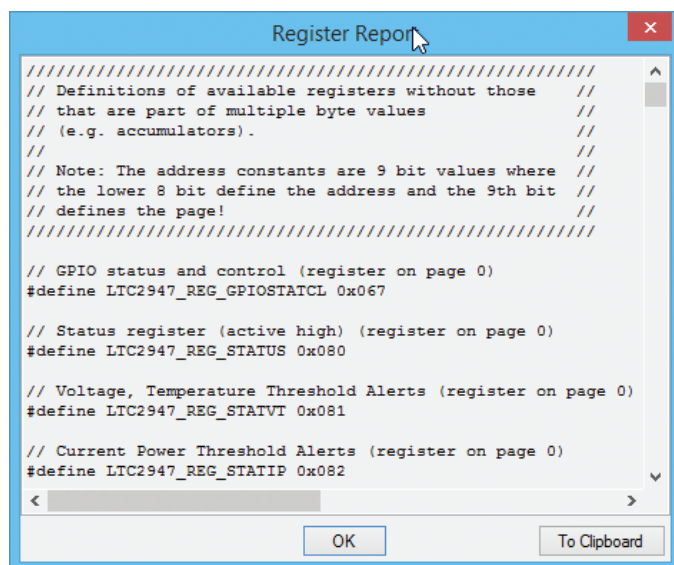 Register Report
////////////////////////////////////////////////////////////
// Definitions of available registers without those    //
// that are part of multiple byte values               //
// (e.g. accumulators).                                //
//                                                     //
// Note: The address constants are 9 bit values where  //
// the lower 8 bit define the address and the 9th bit  //
// defines the page!                                   //
////////////////////////////////////////////////////////////
// GPIO status and control (register on page 0)
#define LTC2947_REG_GPIOSTATCL 0x067
// Status register (active high) (register on page 0)
#define LTC2947_REG_STATUS 0x080
// Voltage, Temperature Threshold Alerts (register on page 0)
#define LTC2947_REG_STATVT 0x081
// Current Power Threshold Alerts (register on page 0)
#define LTC2947_REG_STATIP 0x082
OK
To Clipboard